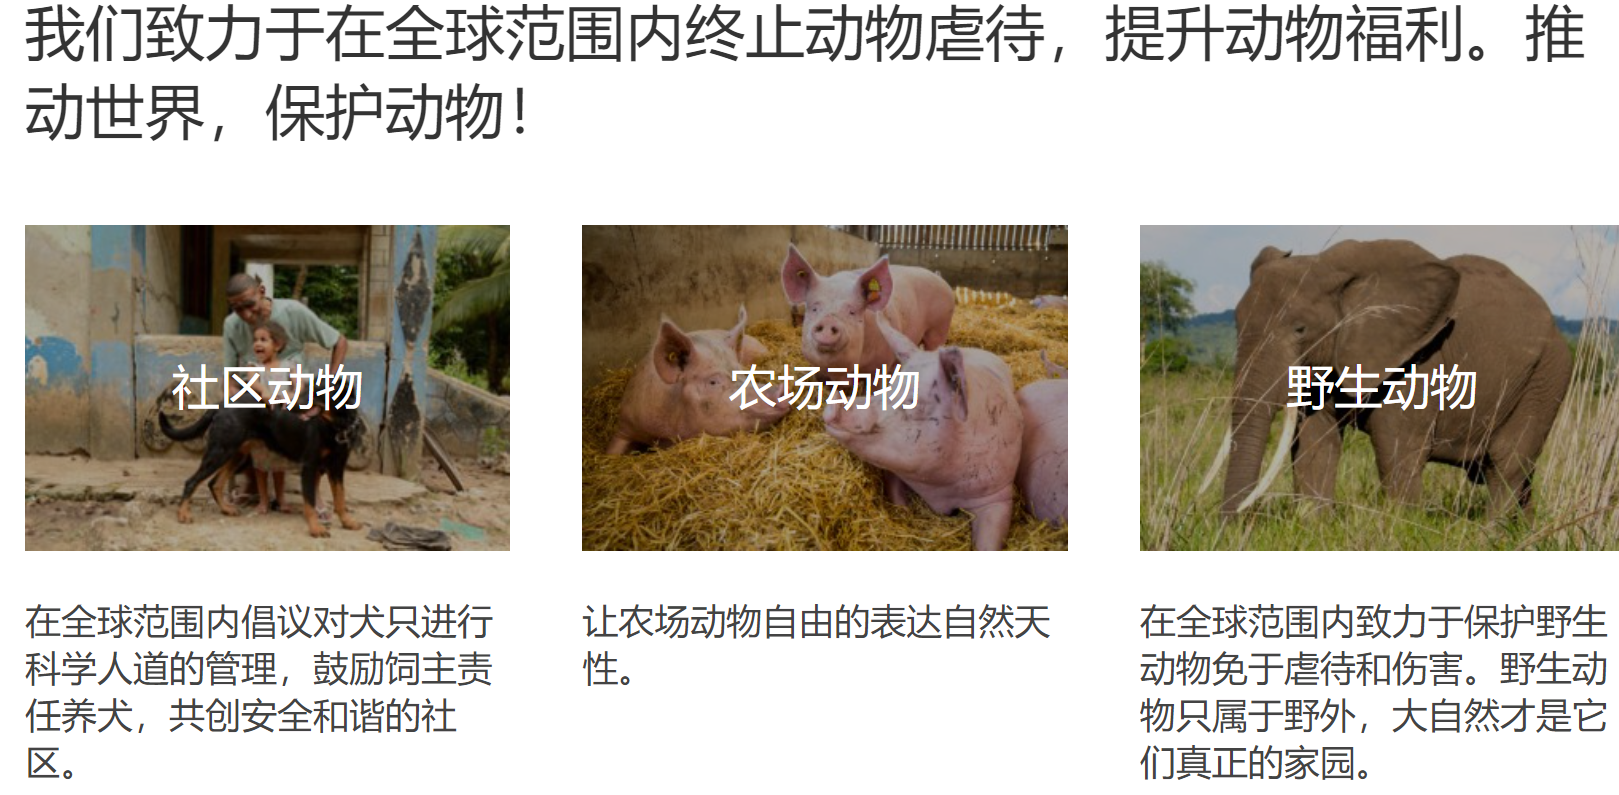 我们致力于在全球范围内终止动物虐待，提升动物福利。推
动世界，保护动物！
社区动物
农场动物
野生动物
在全球范围内倡议对犬只进行
科学人道的管理，鼓励饲主责
任养犬，共创安全和谐的社
区。
让农场动物自由的表达自然天
性。
在全球范围内致力于保护野生
动物免于虐待和伤害。野生动
物只属于野外，大自然才是它
们真正的家园。